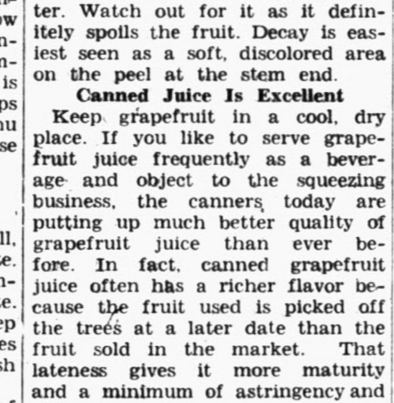 ter. Watch out for it as it defin-
itely spoils the fruit. Decay is eas-
iest seen as a soft, discolored area
on the peel at the stem end.
Canned Juice Is Excellent
Keep grapefruit in a cool, dry
place. If you like to serve grape-
fruit juice frequently as a bever-
age and object to the squeezing
business, the canners today are
putting up much better quality of
grapefruit juice than ever be-
fore. In fact, canned grapefruit
juice often has a richer flavor be-
cause the fruit used is picked off
the trees at a later date than the
fruit sold in the market. That
lateness gives it more maturity
and a minimum of astringency and